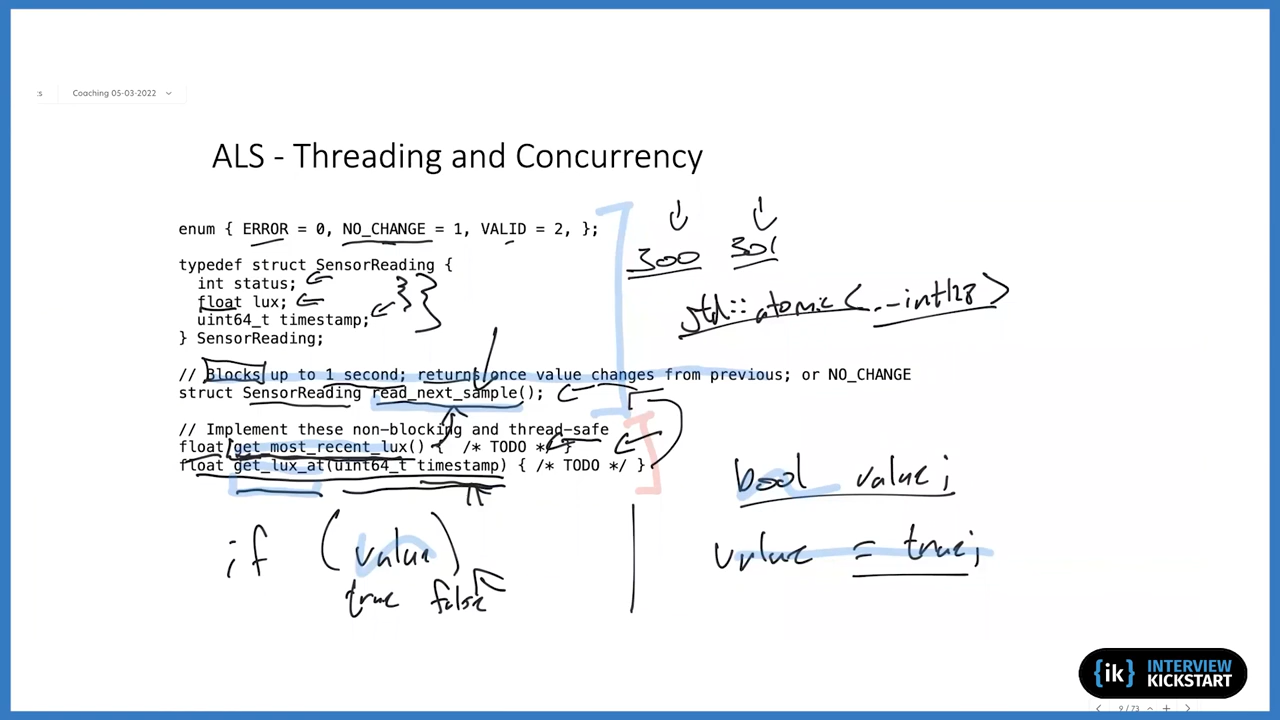 Coaching 05-03-2022
ALS - Threading and Concurrency
enum { ERROR = 0, NO_CHANGE = 1, VALID = 2, };
typedef struct SensorReading {
int status;
float lux;
uint64_t timestamp;
} SensorReading;
300 301
std::atomic<__int128>
// Blocks up to 1 second; returns once value changes from previous; or NO_CHANGE
struct SensorReading read_next_sample();
// Implement these non-blocking and thread-safe
float get_most_recent_lux() { /* TODO */ }
float get_lux_at(uint64_t timestamp) { /* TODO */ }
bool value;
if (value)
value = true;
true false
{ik} INTERVIEW
KICKSTART
9 / 73